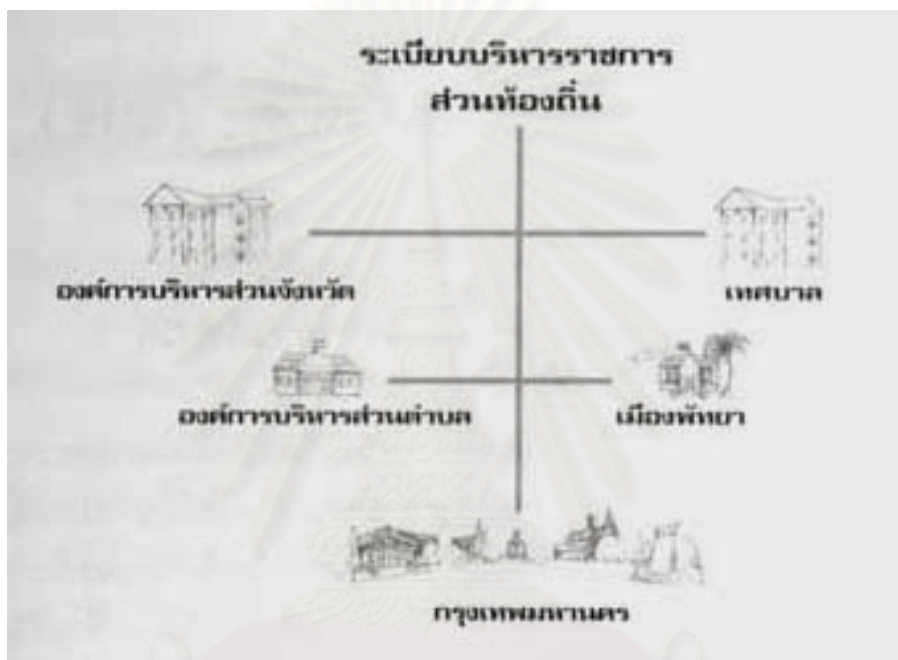 ระเบียบบริหารราชการ
ส่วนท้องถิ่น
องค์การบริหารส่วนจังหวัด
เทศบาล
องค์การบริหารส่วนตำบล
เมืองพัทยา
กรุงเทพมหานคร